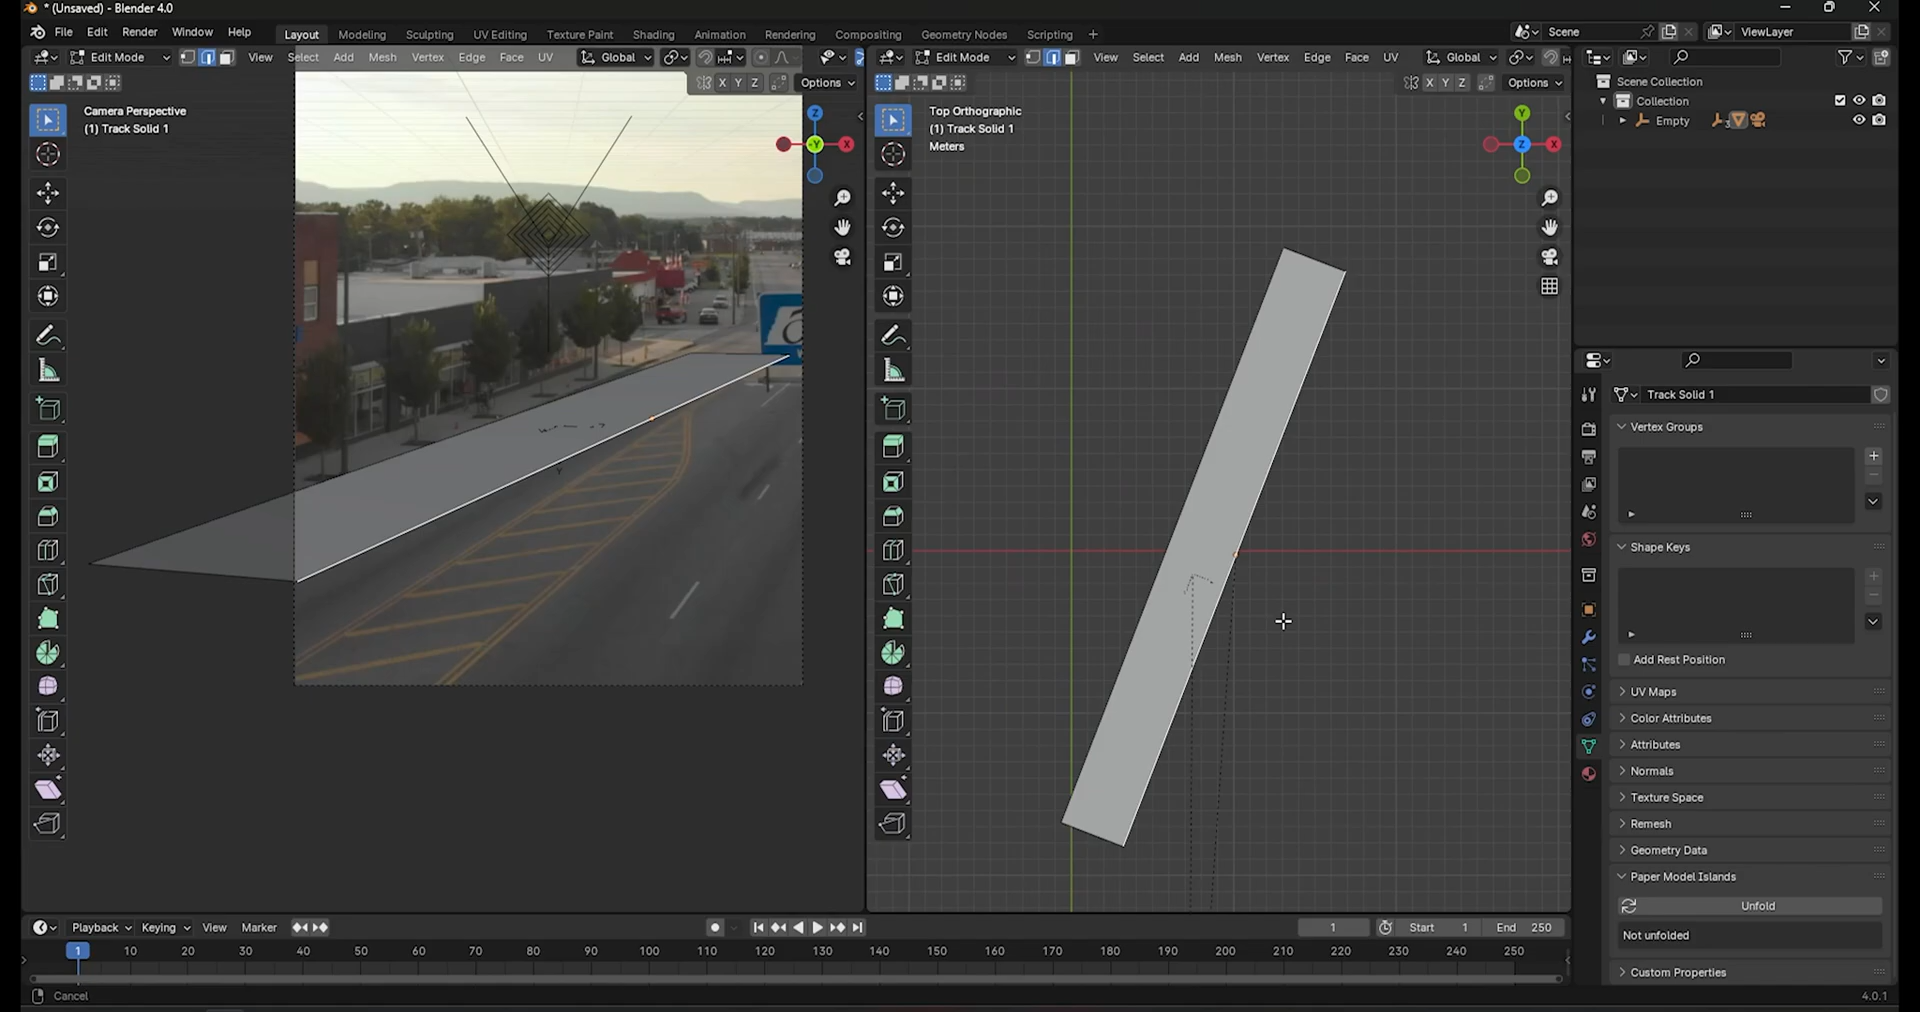 * (Unsaved) - Blender 4.0
File Edit Render Window Help Layout Modeling Sculpting UV Editing Texture Paint Shading Animation Rendering Compositing Geometry Nodes Scripting + Scene ViewLayer
Edit Mode View Select Add Mesh Vertex Edge Face UV Global
Edit Mode View Select Add Mesh Vertex Edge Face UV Global
X Y Z Options
X Y Z Options
Camera Perspective
(1) Track Solid 1
Z
-Y
X
Top Orthographic
(1) Track Solid 1
Meters
Y
Z
X
Scene Collection
Collection
Empty
3
Track Solid 1
Vertex Groups
Shape Keys
Add Rest Position
UV Maps
Color Attributes
Attributes
Normals
Texture Space
Remesh
Geometry Data
Paper Model Islands
Unfold
Not unfolded
Custom Properties
Playback Keying View Marker 1 Start 1 End 250
1 10 20 30 40 50 60 70 80 90 100 110 120 130 140 150 160 170 180 190 200 210 220 230 240 250
Cancel
4.0.1